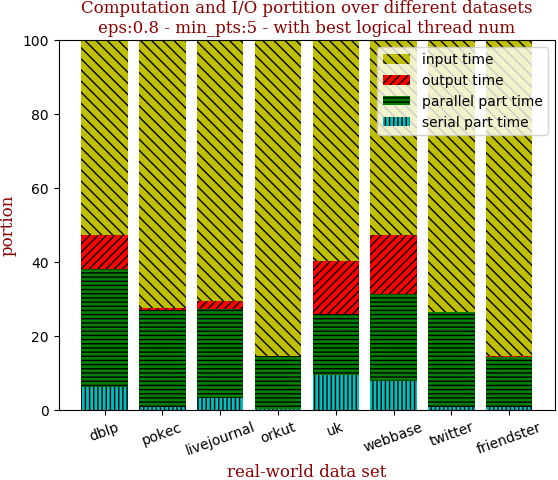 Computation and I/O portion over different datasets
eps:0.8 - min_pts:5 - with best logical thread num
input time
output time
parallel part time
serial part time
portion
100
80
60
40
20
0
dblp
pokec
livejournal
orkut
uk
webbase
twitter
friendster
real-world data set